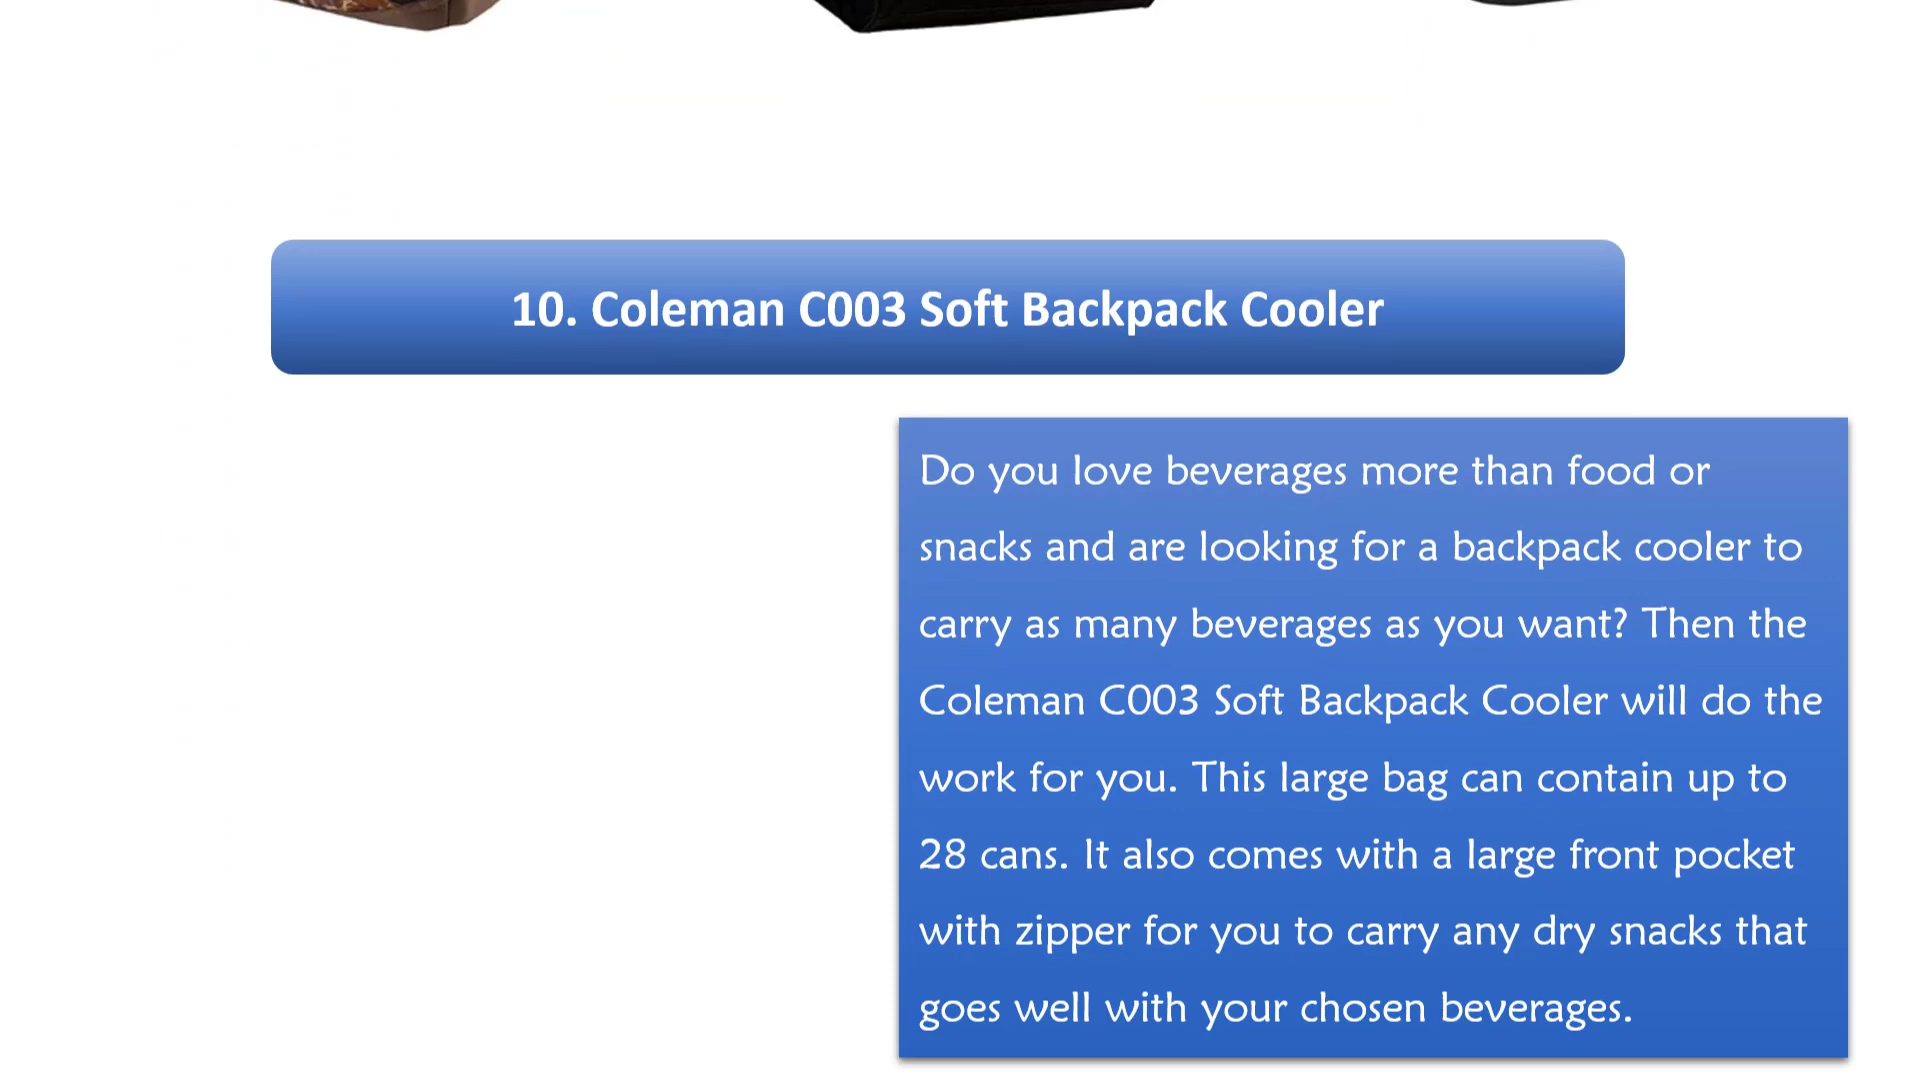 10. Coleman C003 Soft Backpack Cooler
Do you love beverages more than food or
snacks and are looking for a backpack cooler to
carry as many beverages as you want? Then the
Coleman C003 Soft Backpack Cooler will do the
work for you. This large bag can contain up to
28 cans. It also comes with a large front pocket
with zipper for you to carry any dry snacks that
goes well with your chosen beverages.